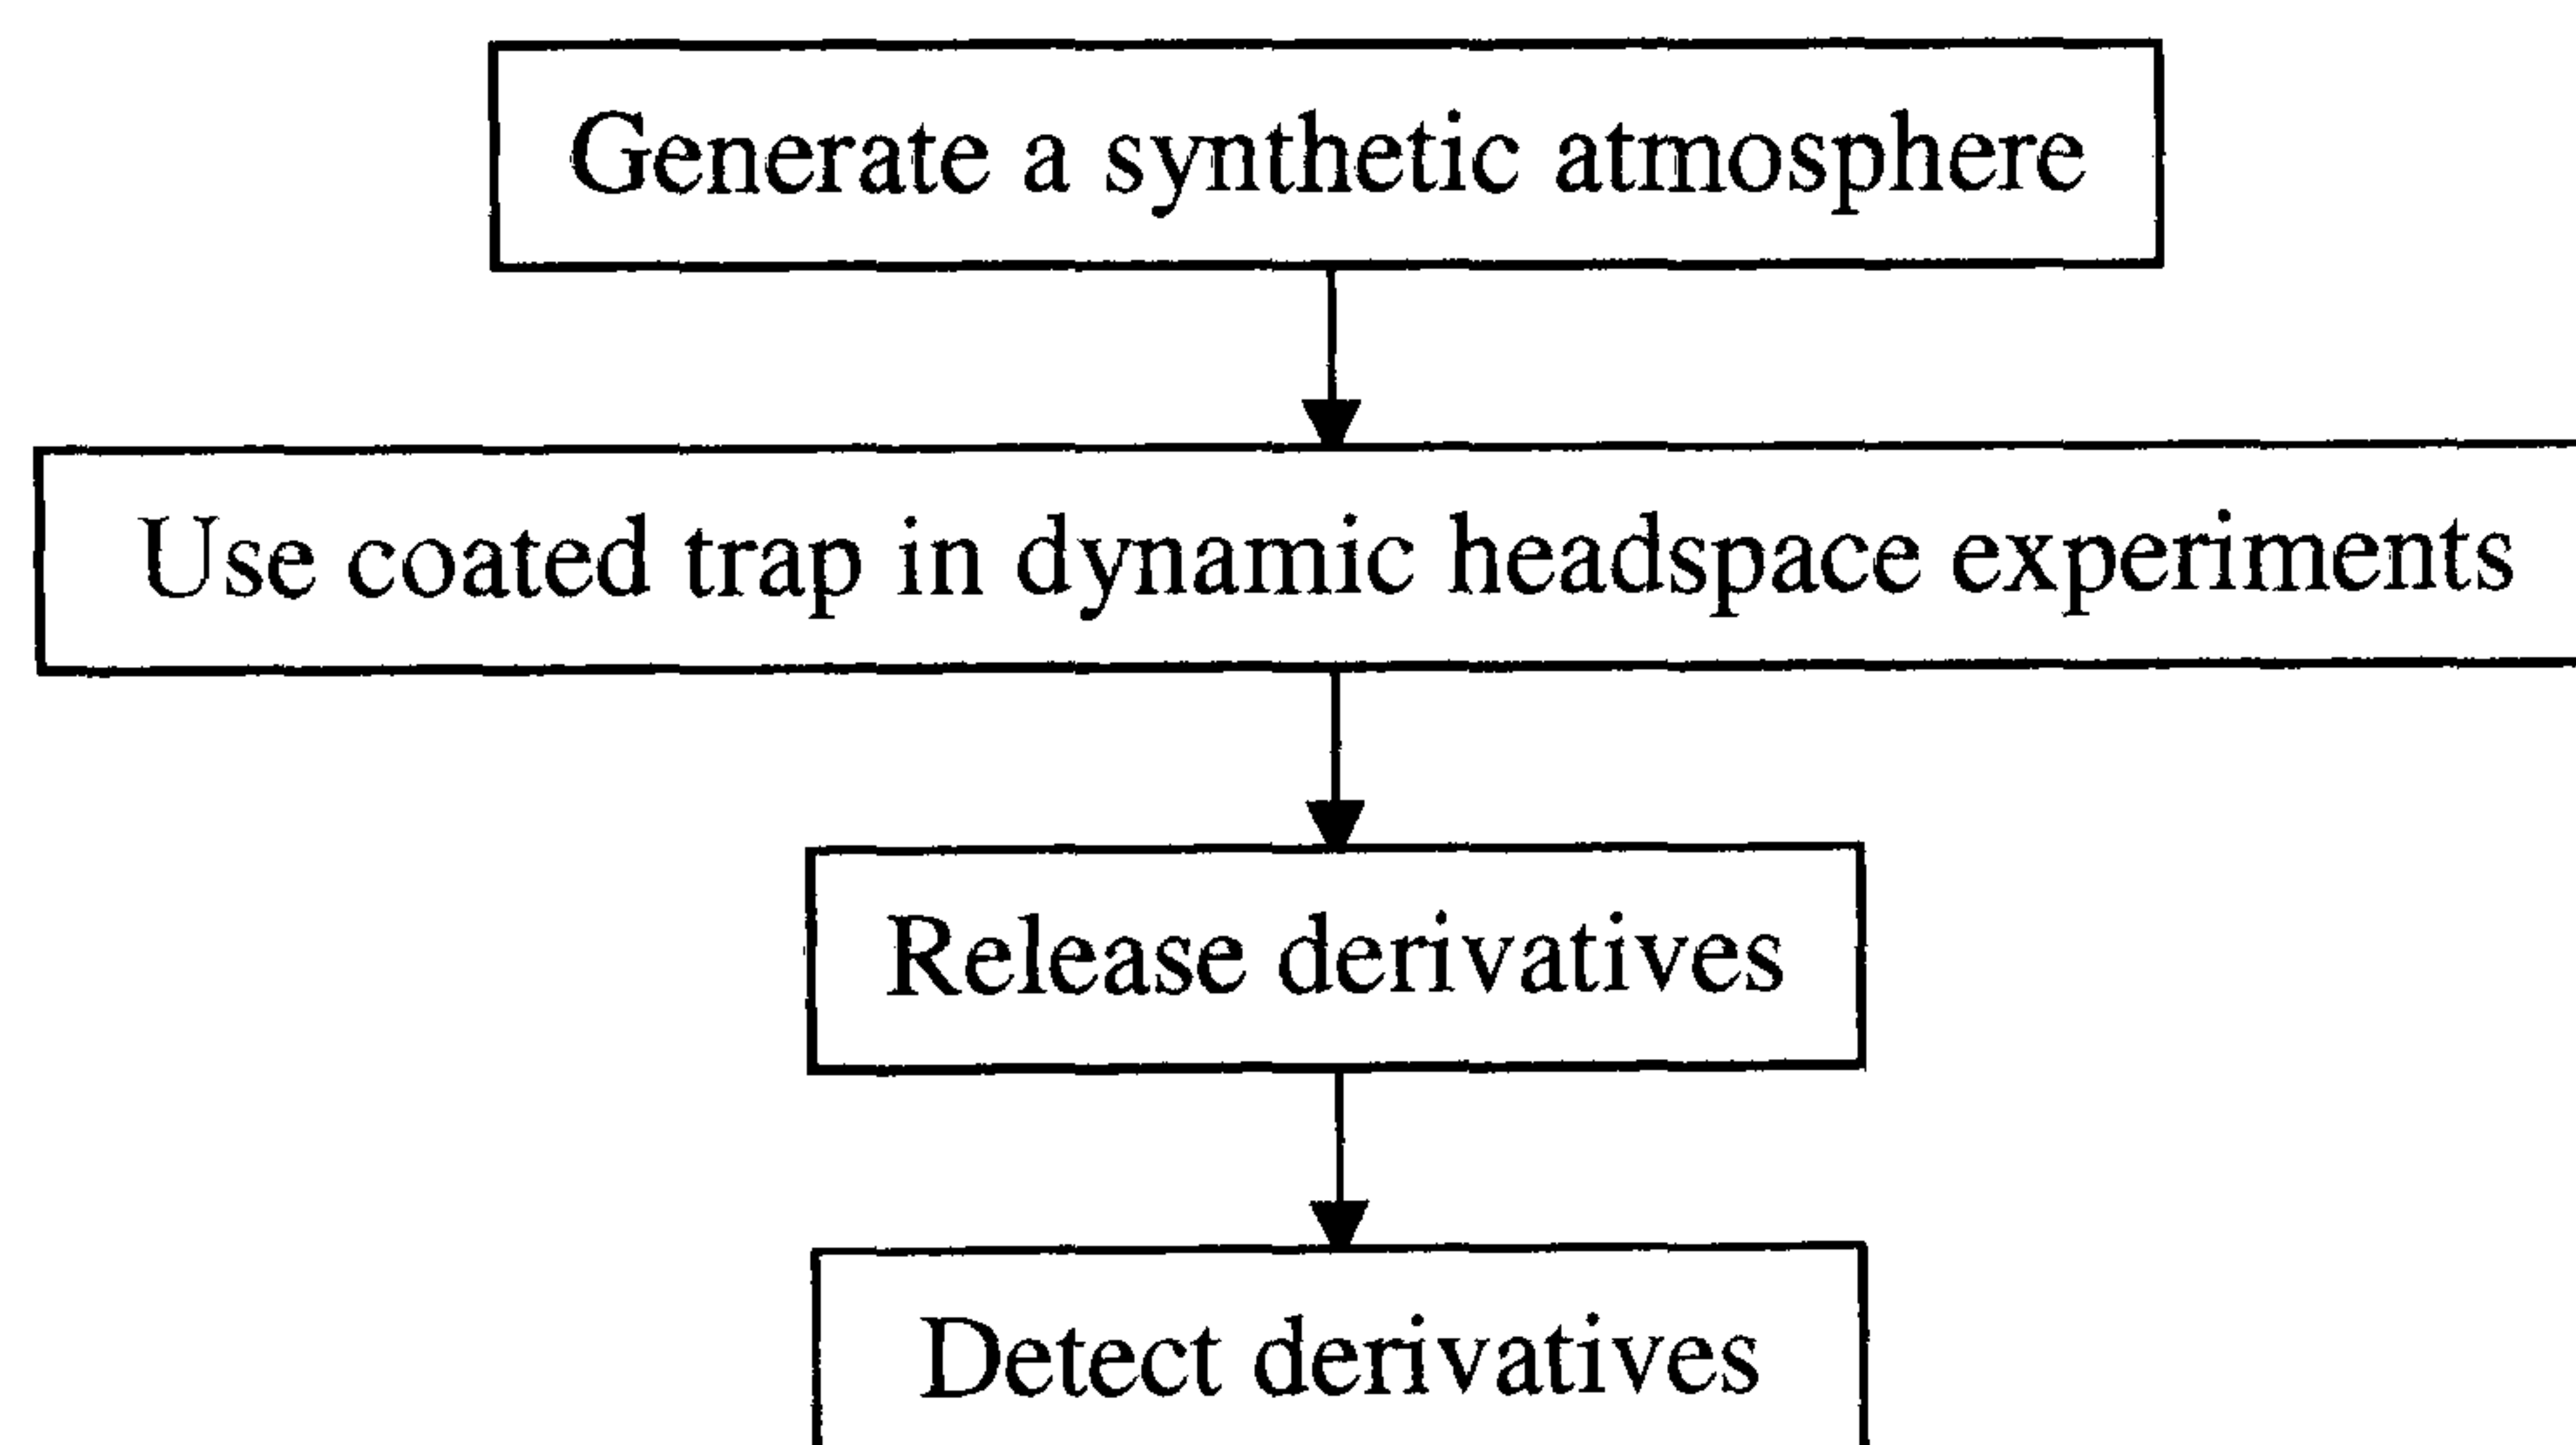 Generate a synthetic atmosphere
Use coated trap in dynamic headspace experiments
Release derivatives
Detect derivatives